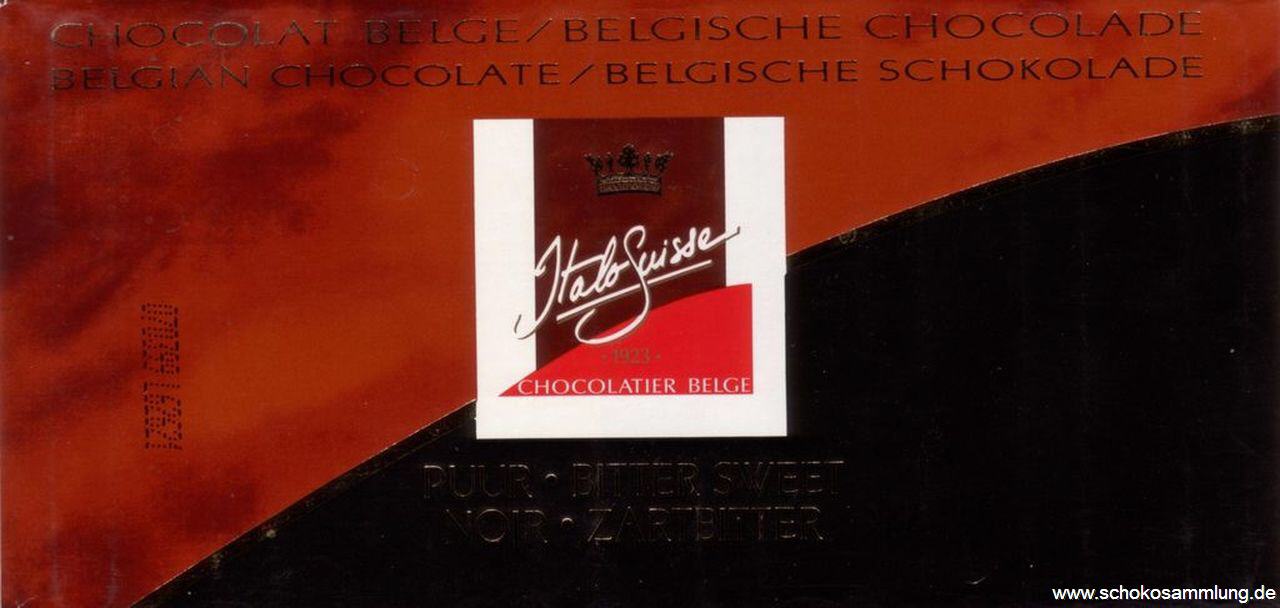 CHOCOLAT BELGE/BELGISCHE CHOCOLADE
BELGIAN CHOCOLATE/BELGISCHE SCHOKOLADE
Italo Suisse
· 1923 ·
CHOCOLATIER BELGE
PUUR · BITTER SWEET
NOIR · ZARTBITTER
www.schokosammlung.de